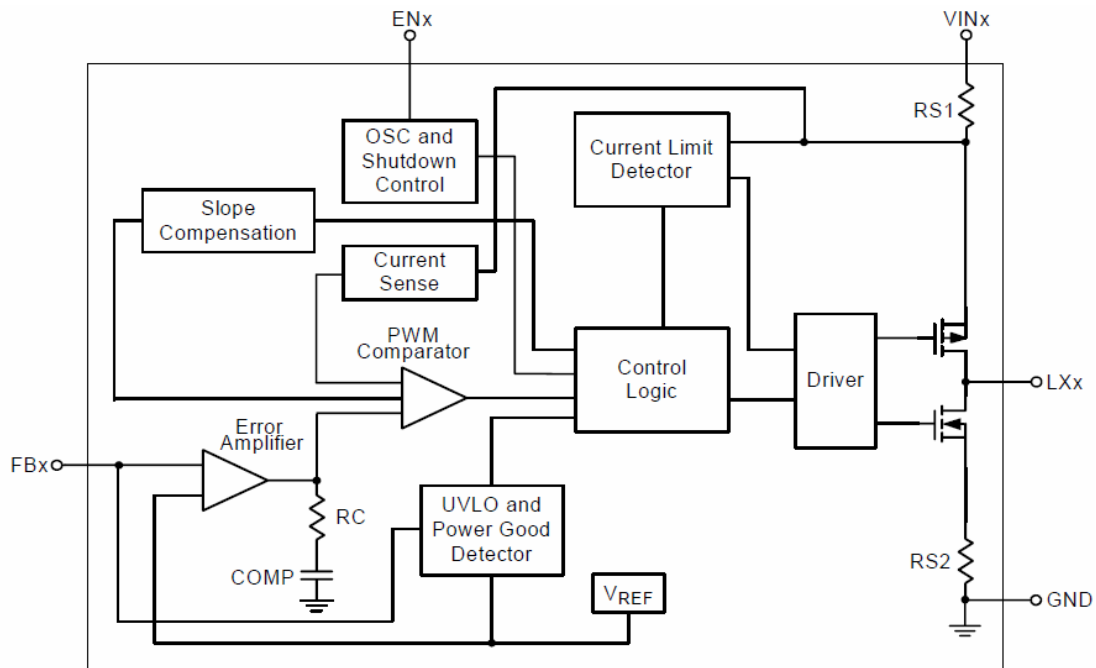 ENx
VINx
RS1
OSC and
Shutdown
Control
Current Limit
Detector
Slope
Compensation
Current
Sense
PWM
Comparator
Control
Logic
Driver
LXx
Error
Amplifier
FBx
RC
UVLO and
Power Good
Detector
COMP
VREF
RS2
GND